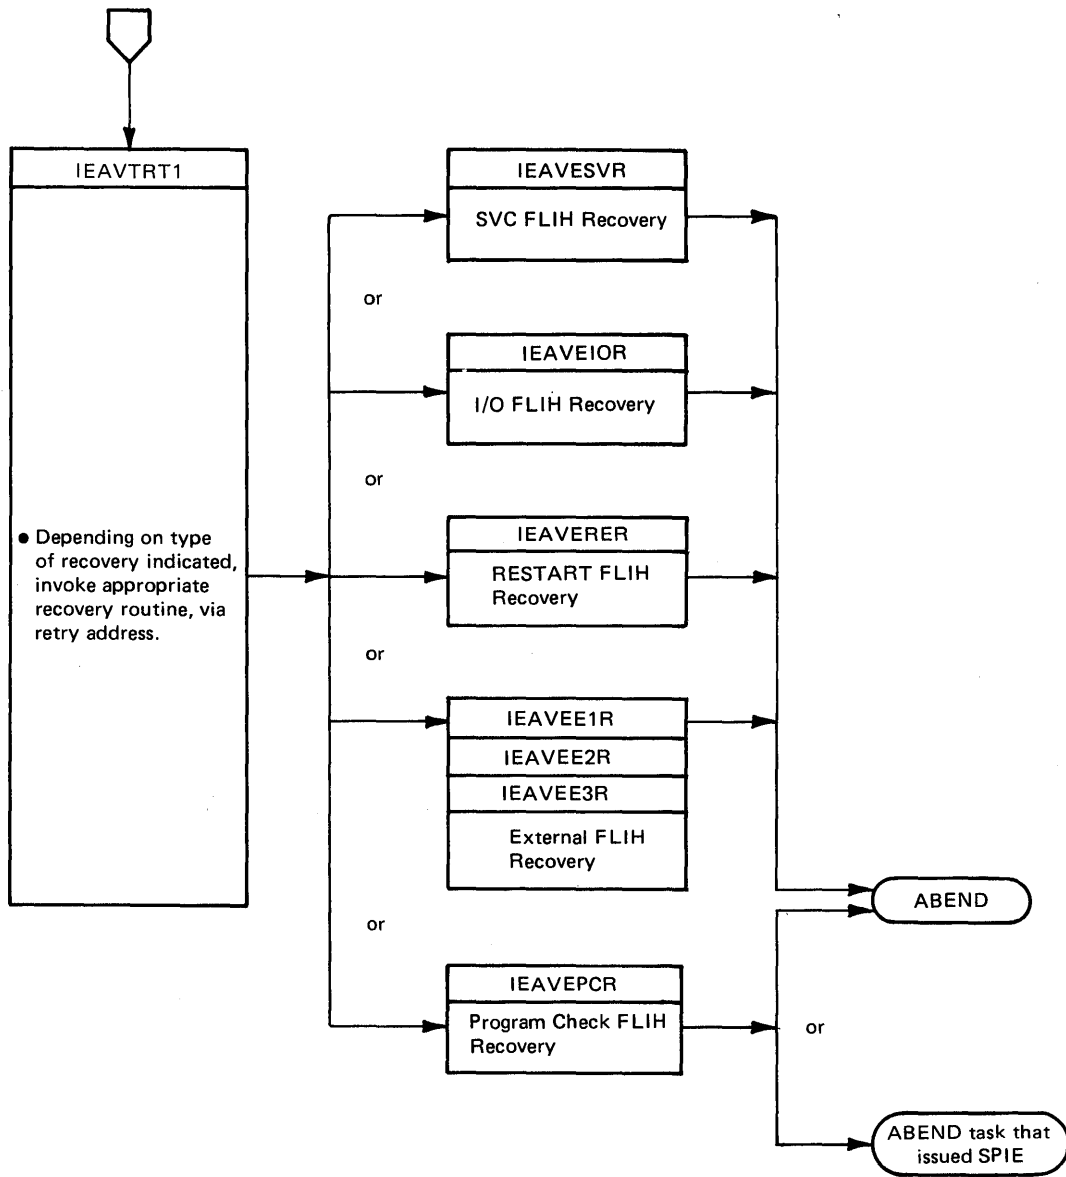 IEAVTRT1
● Depending on type
of recovery indicated,
invoke appropriate
recovery routine, via
retry address.
IEAVESVR
SVC FLIH Recovery
or
IEAVEIOR
I/O FLIH Recovery
or
IEAVERER
RESTART FLIH
Recovery
or
IEAVEE1R
IEAVEE2R
IEAVEE3R
External FLIH
Recovery
or
IEAVEPCR
Program Check FLIH
Recovery
ABEND
or
ABEND task that
issued SPIE